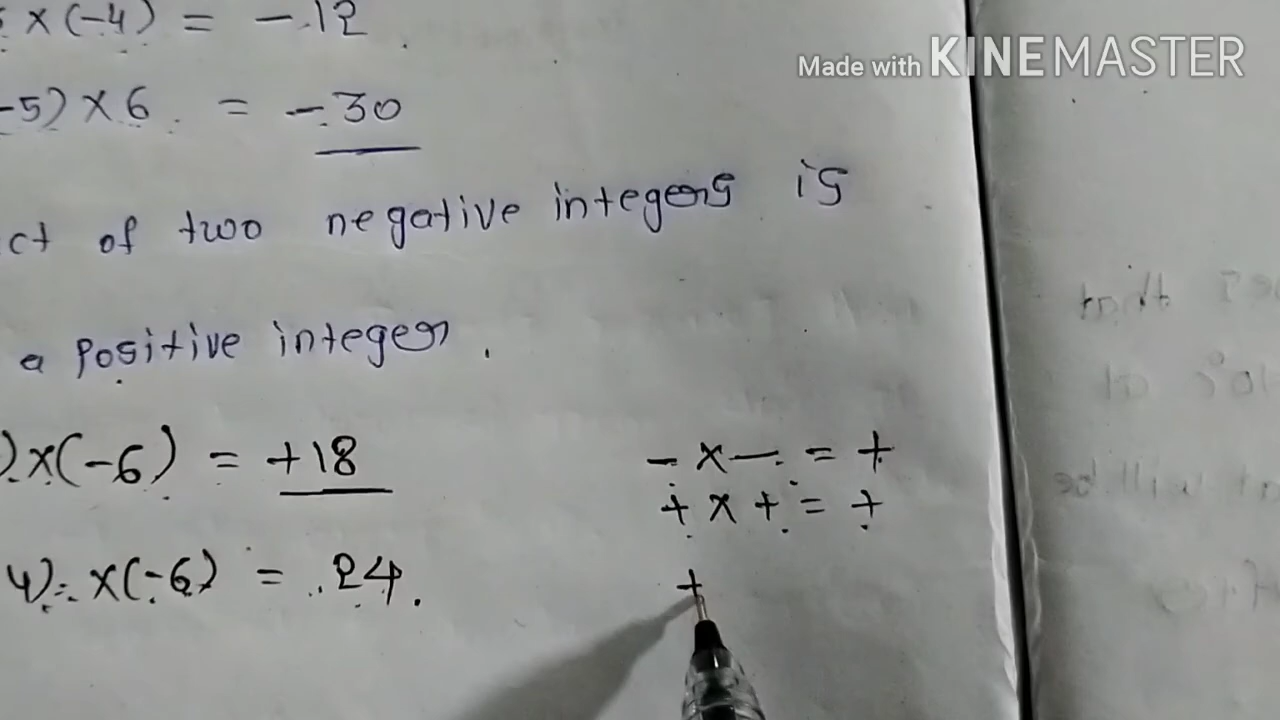 × (-4) = -12
Made with KINEMASTER
-5) × 6 = -30
ct of two negative integers is
a positive integer.
) × (-6) = +18
- × - = +
+ × + = +
4) × (-6) = 24.
+